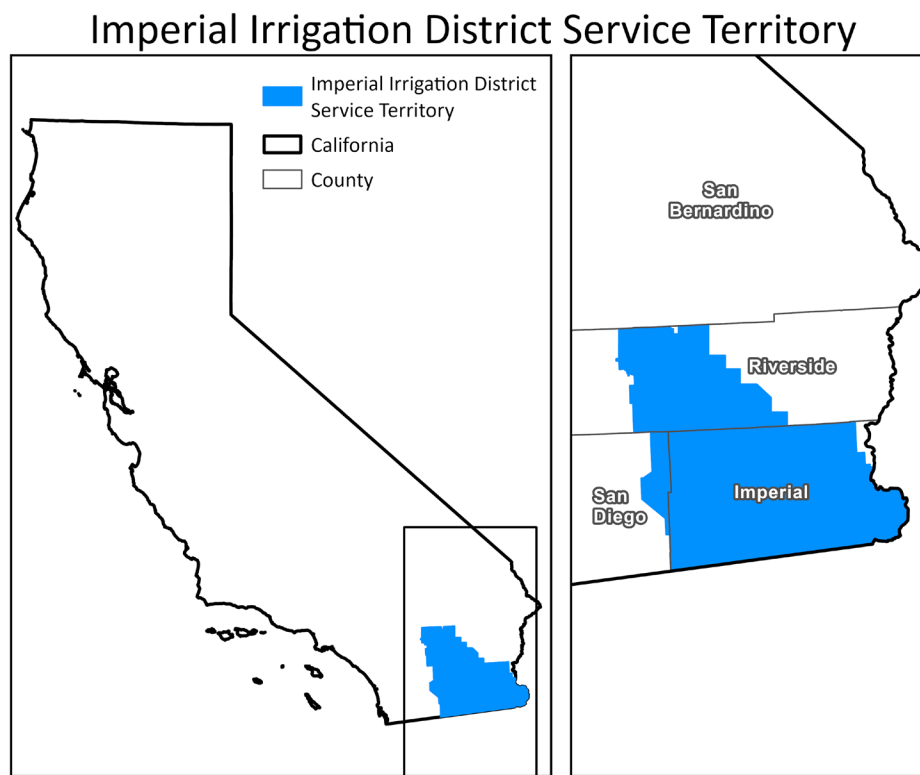 Imperial Irrigation District Service Territory
Imperial Irrigation District
Service Territory
California
County
San
Bernardino
Riverside
Imperial
San
Diego